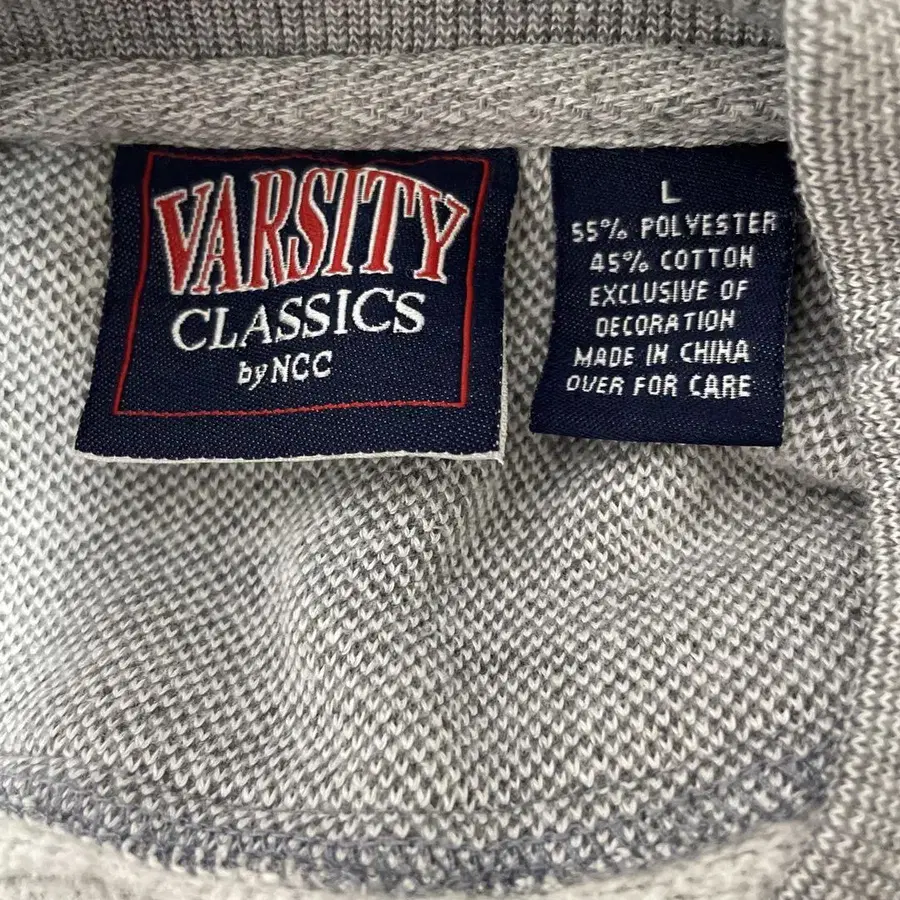 VARSITY
CLASSICS
by NCC
L
55% POLYESTER
45% COTTON
EXCLUSIVE OF
DECORATION
MADE IN CHINA
OVER FOR CARE